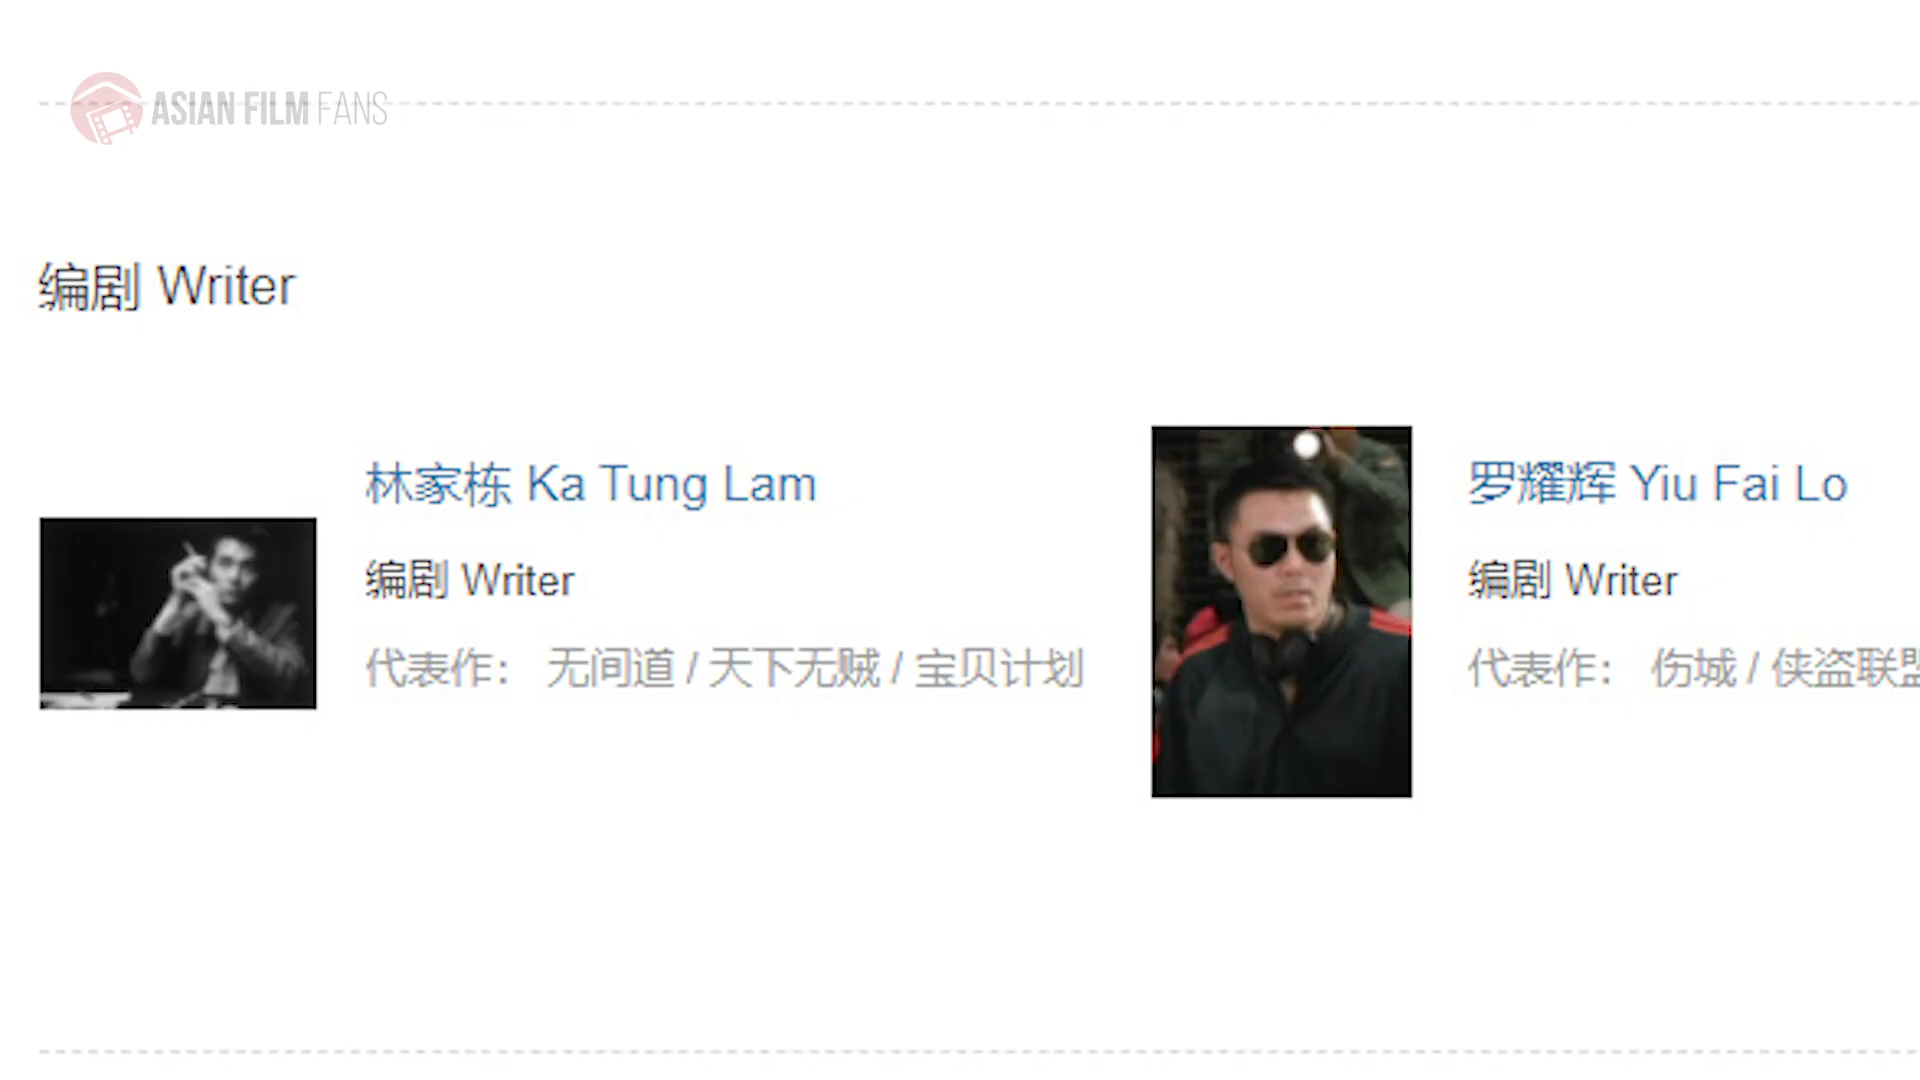 ASIAN FILM FANS
编剧 Writer
林家栋 Ka Tung Lam
编剧 Writer
代表作： 无间道 / 天下无贼 / 宝贝计划
罗耀辉 Yiu Fai Lo
编剧 Writer
代表作： 伤城 / 侠盗联盟